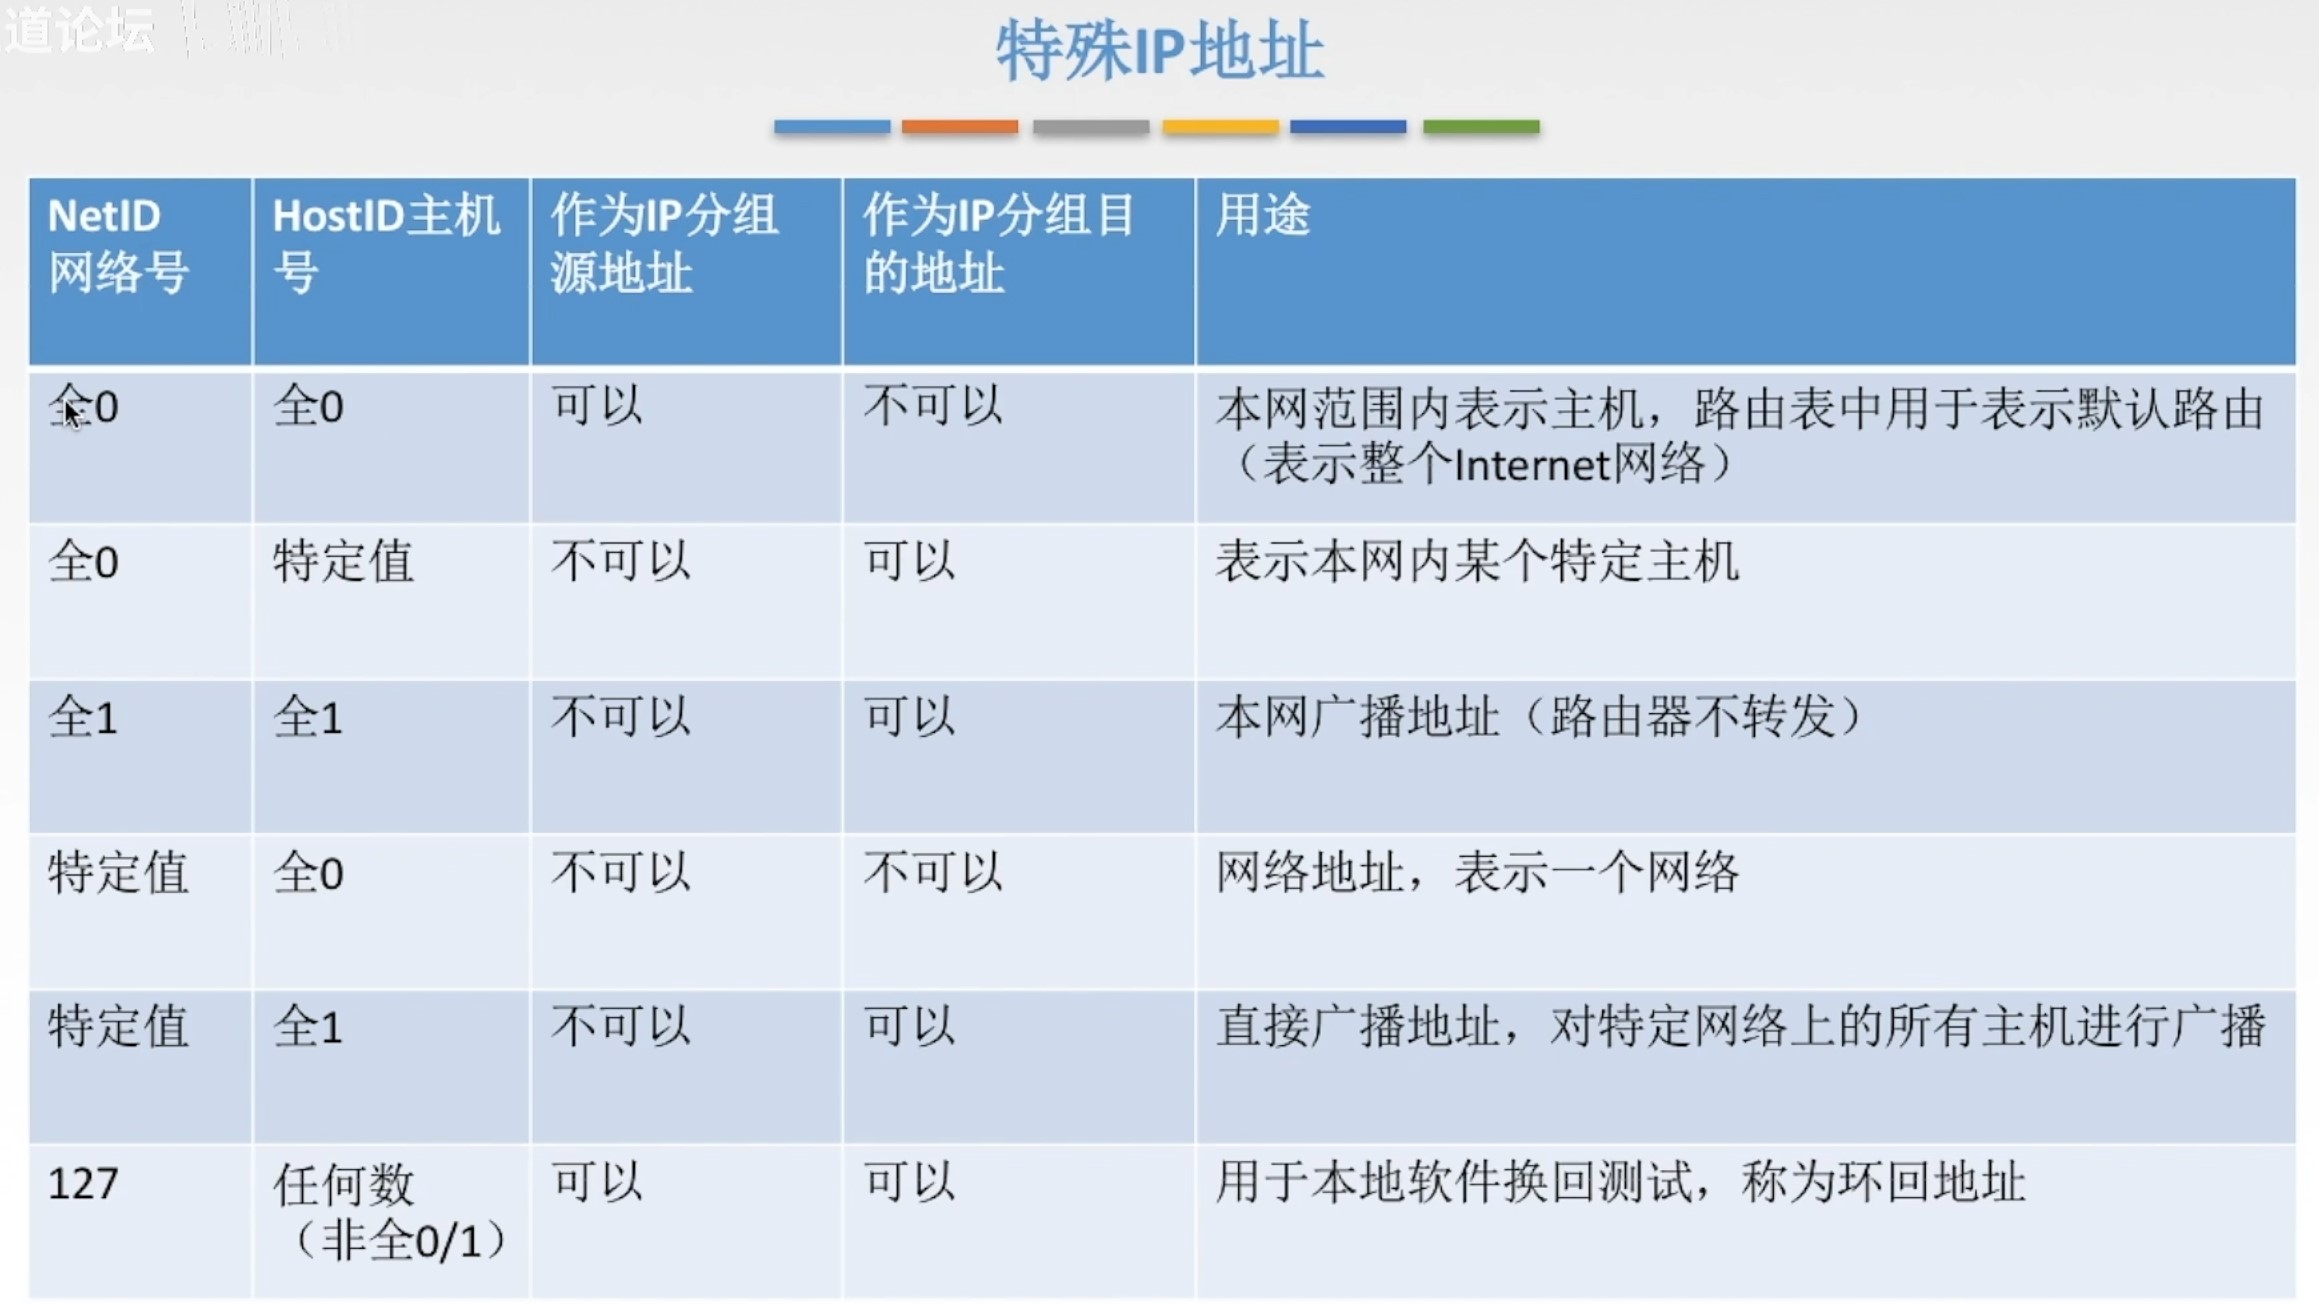 道论坛
特殊IP地址
NetID
网络号
HostID主机
号
作为IP分组
源地址
作为IP分组目
的地址
用途
全0
全0
可以
不可以
本网范围内表示主机，路由表中用于表示默认路由
（表示整个Internet网络）
全0
特定值
不可以
可以
表示本网内某个特定主机
全1
全1
不可以
可以
本网广播地址（路由器不转发）
特定值
全0
不可以
不可以
网络地址，表示一个网络
特定值
全1
不可以
可以
直接广播地址，对特定网络上的所有主机进行广播
127
任何数
（非全0/1）
可以
可以
用于本地软件换回测试，称为环回地址